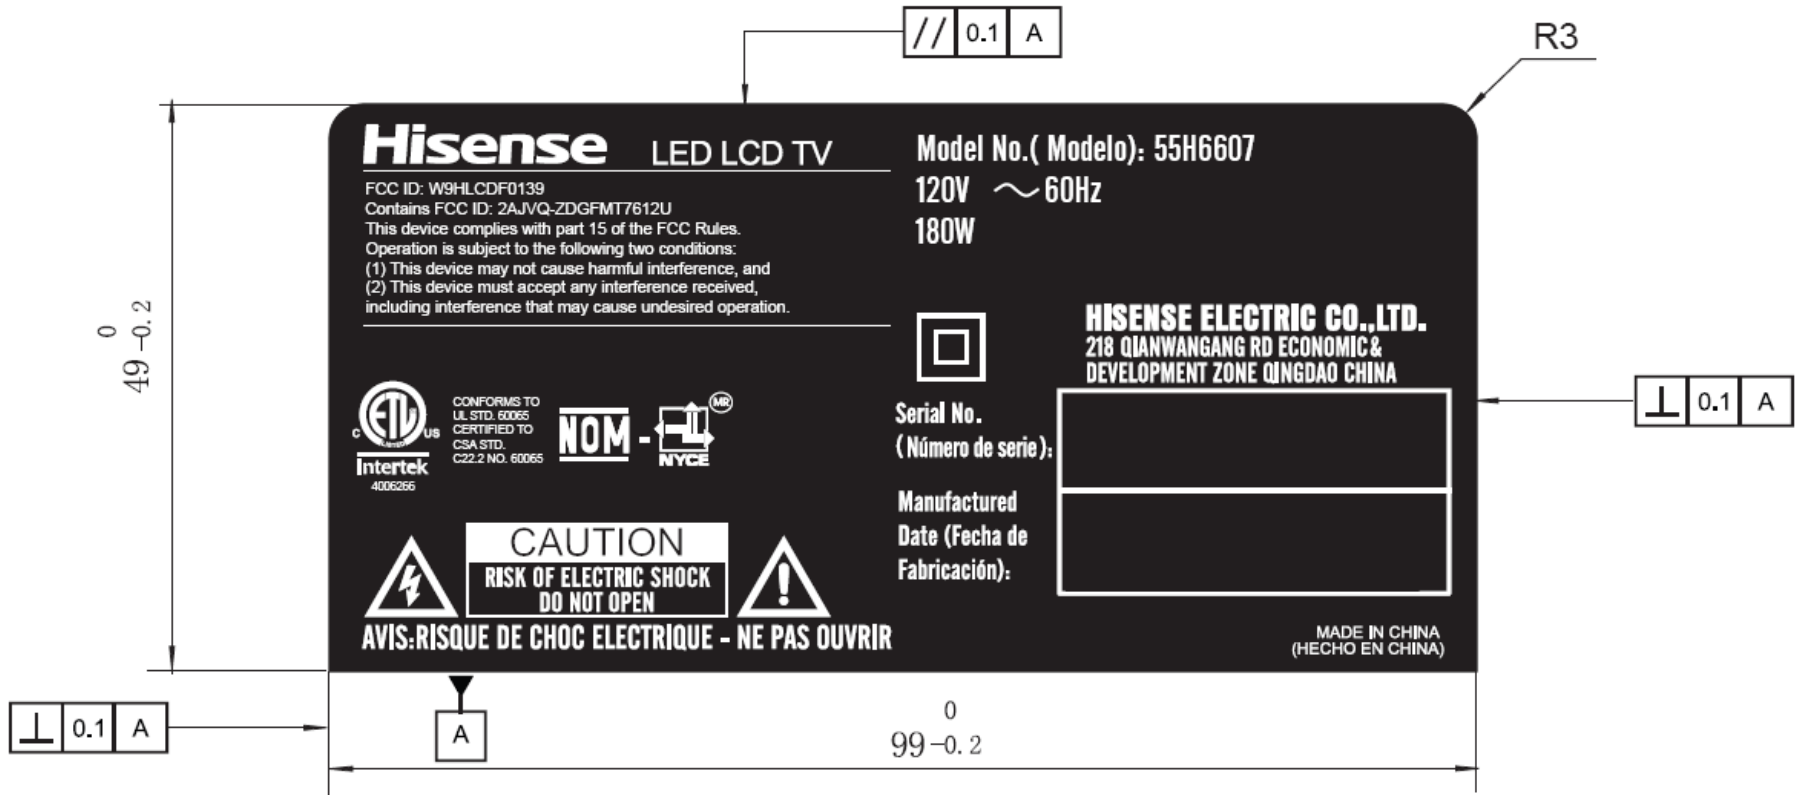 // 0.1 A
R3
Hisense LED LCD TV
FCC ID: W9HLCDF0139
Contains FCC ID: 2AJVQ-ZDGFMT7612U
This device complies with part 15 of the FCC Rules.
Operation is subject to the following two conditions:
(1) This device may not cause harmful interference, and
(2) This device must accept any interference received,
including interference that may cause undesired operation.
Model No.( Modelo): 55H6607
120V ～ 60Hz
180W
HISENSE ELECTRIC CO.,LTD.
218 QIANWANGANG RD ECONOMIC&
DEVELOPMENT ZONE QINGDAO CHINA
0
49-0.2
ETL
LISTED
C US
Intertek
4006266
CONFORMS TO
UL STD. 60065
CERTIFIED TO
CSA STD.
C22.2 NO. 60065
NOM-
MR
NYCE
Serial No.
(Número de serie):
Manufactured
Date (Fecha de
Fabricación):
⊥ 0.1 A
CAUTION
RISK OF ELECTRIC SHOCK
DO NOT OPEN
AVIS:RISQUE DE CHOC ELECTRIQUE - NE PAS OUVRIR
MADE IN CHINA
(HECHO EN CHINA)
⊥ 0.1 A
A
0
99-0.2